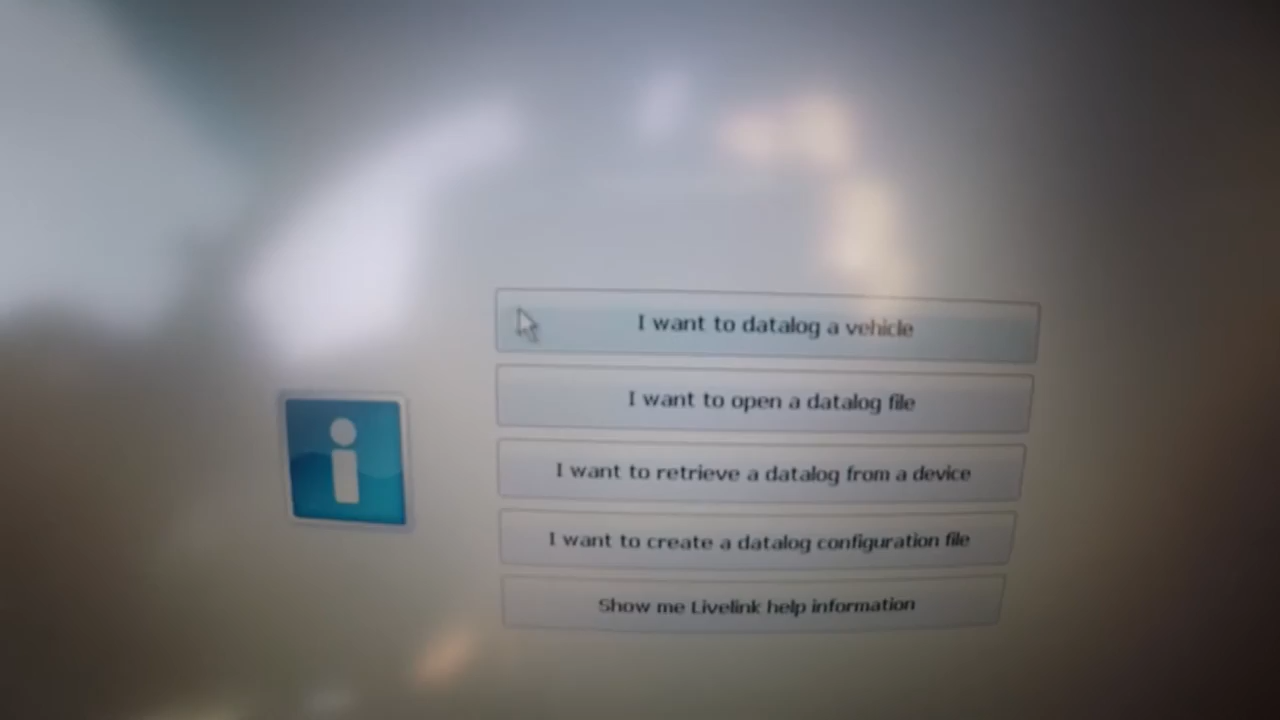 I want to datalog a vehicle
I want to open a datalog file
I want to retrieve a datalog from a device
I want to create a datalog configuration file
Show me Livelink help information